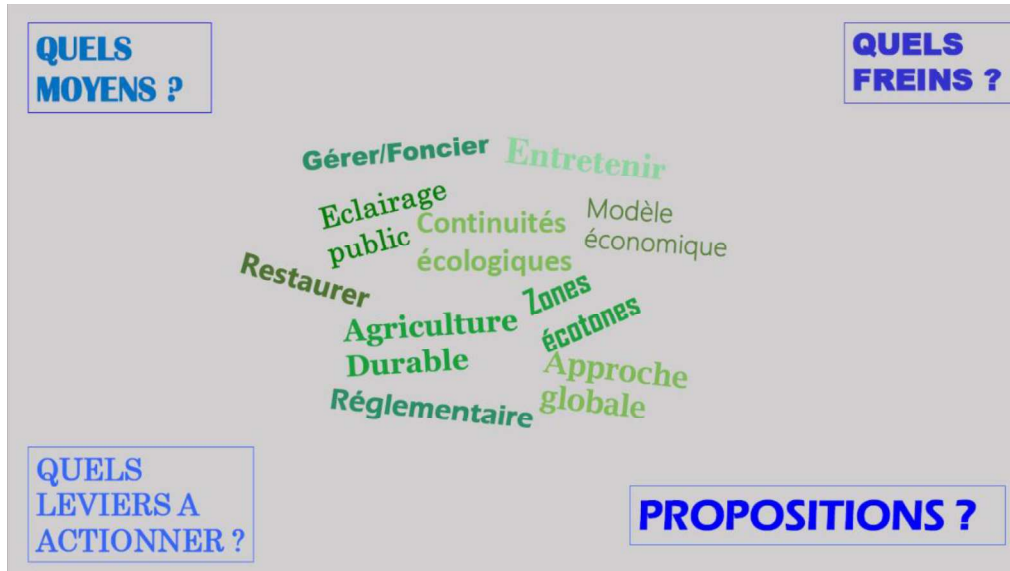 QUELS
MOYENS ?
QUELS
FREINS ?
Gérer/Foncier
Entretenir
Eclairage
public
Continuités
écologiques
Modèle
économique
Restaurer
Zones
écotones
Agriculture
Durable
Approche
globale
Réglementaire
QUELS
LEVIERS A
ACTIONNER ?
PROPOSITIONS ?